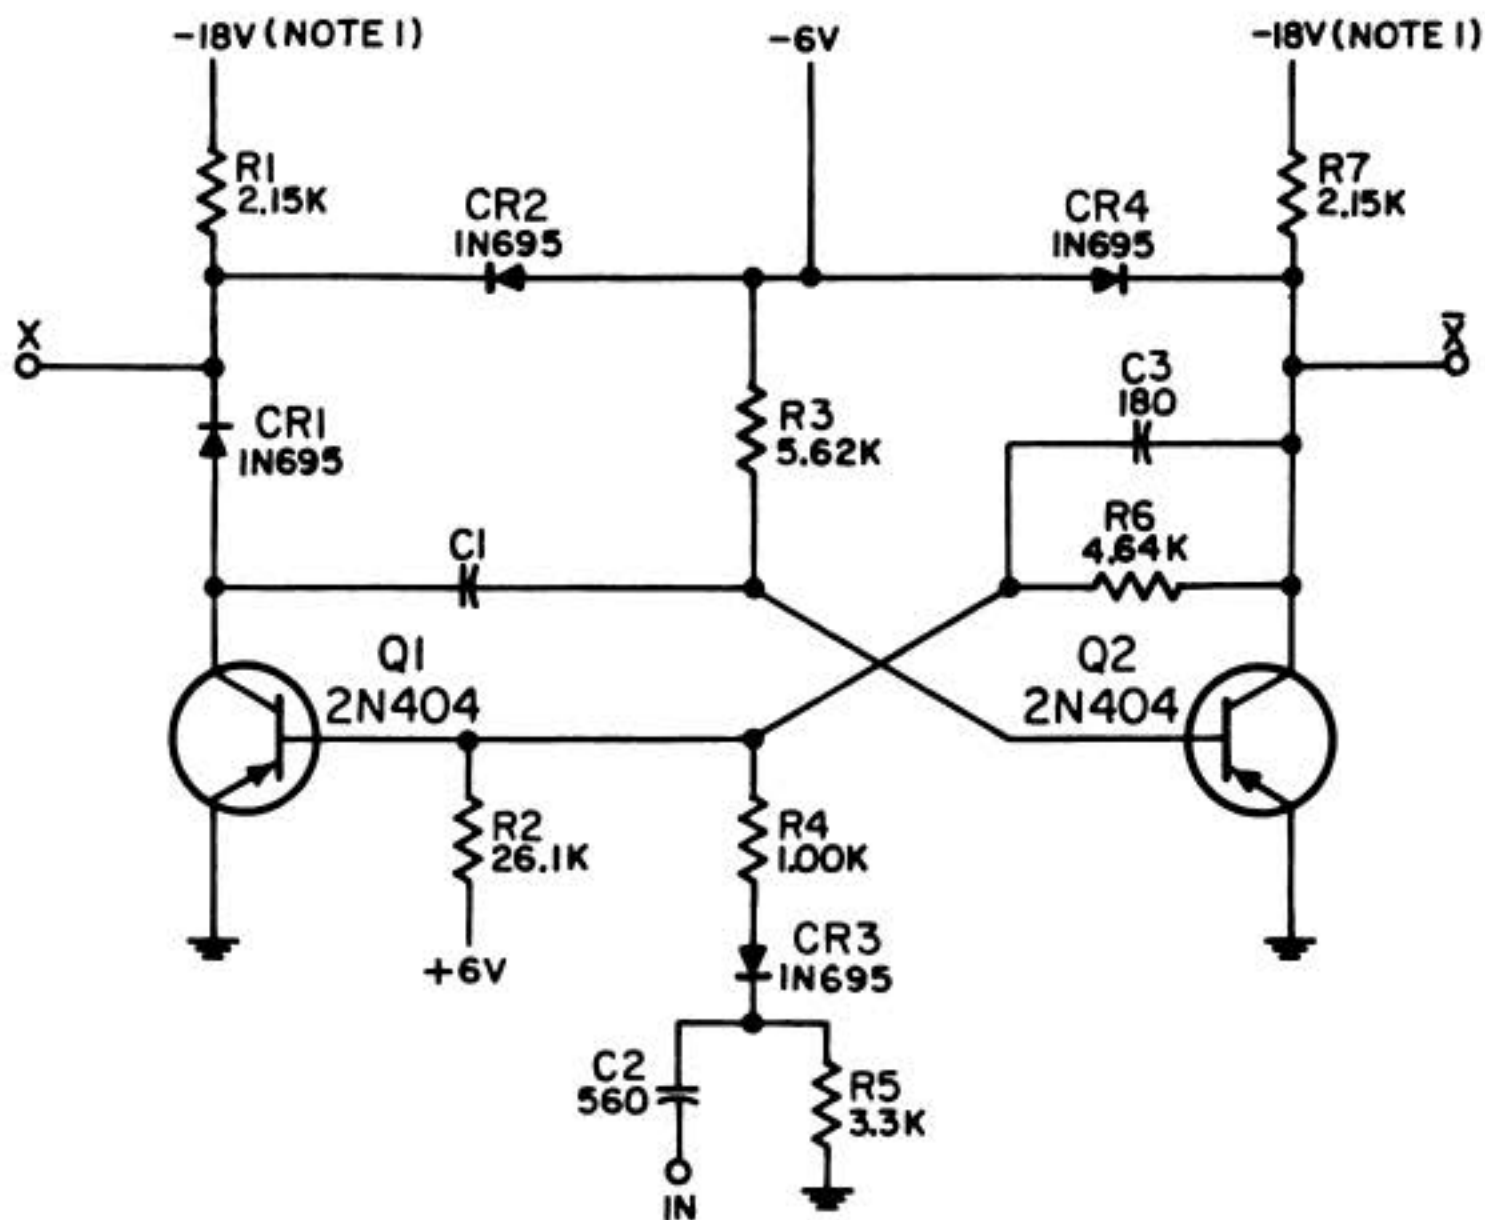 -18V (NOTE 1)
-6V
-18V (NOTE 1)
R1
2.15K
CR2
1N695
CR4
1N695
R7
2.15K
X
X̅
CR1
1N695
R3
5.62K
C3
180
C1
R6
4.64K
Q1
2N404
Q2
2N404
R2
26.1K
R4
1.00K
+6V
CR3
1N695
C2
560
R5
3.3K
IN